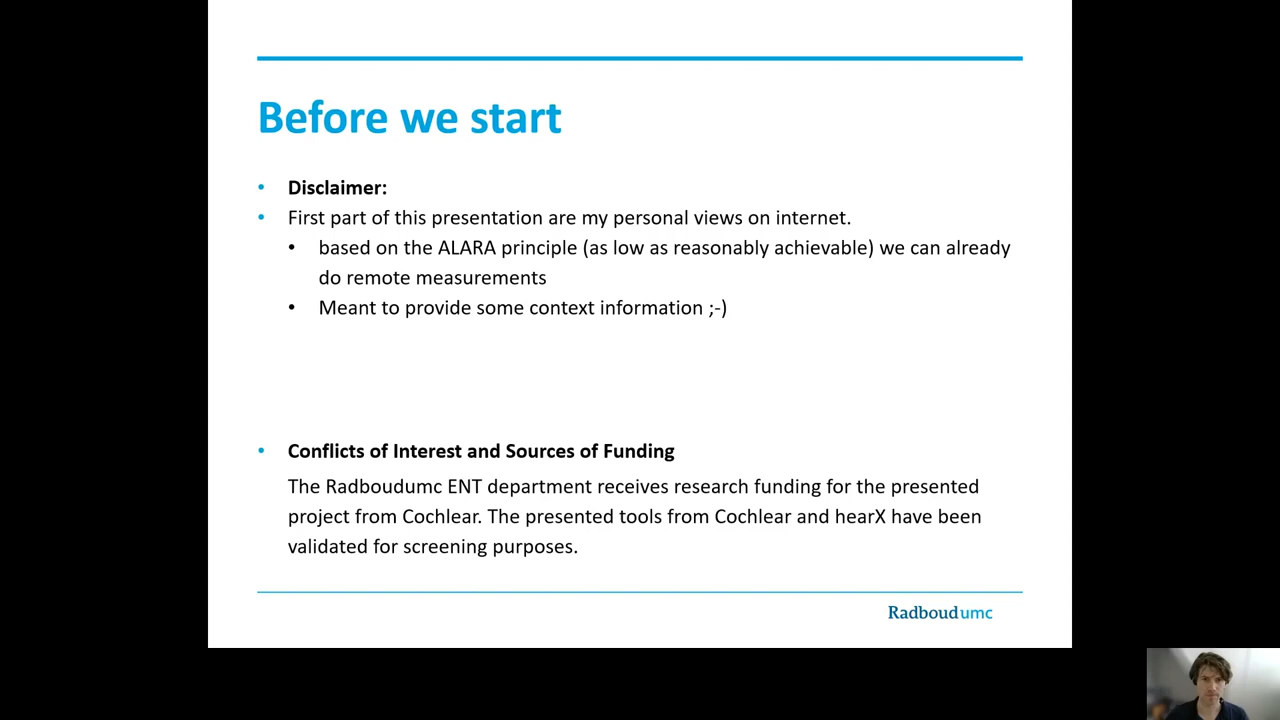 Before we start
• Disclaimer:
• First part of this presentation are my personal views on internet.
• based on the ALARA principle (as low as reasonably achievable) we can already
do remote measurements
• Meant to provide some context information ;-)
• Conflicts of Interest and Sources of Funding
The Radboudumc ENT department receives research funding for the presented
project from Cochlear. The presented tools from Cochlear and hearX have been
validated for screening purposes.
Radboudumc